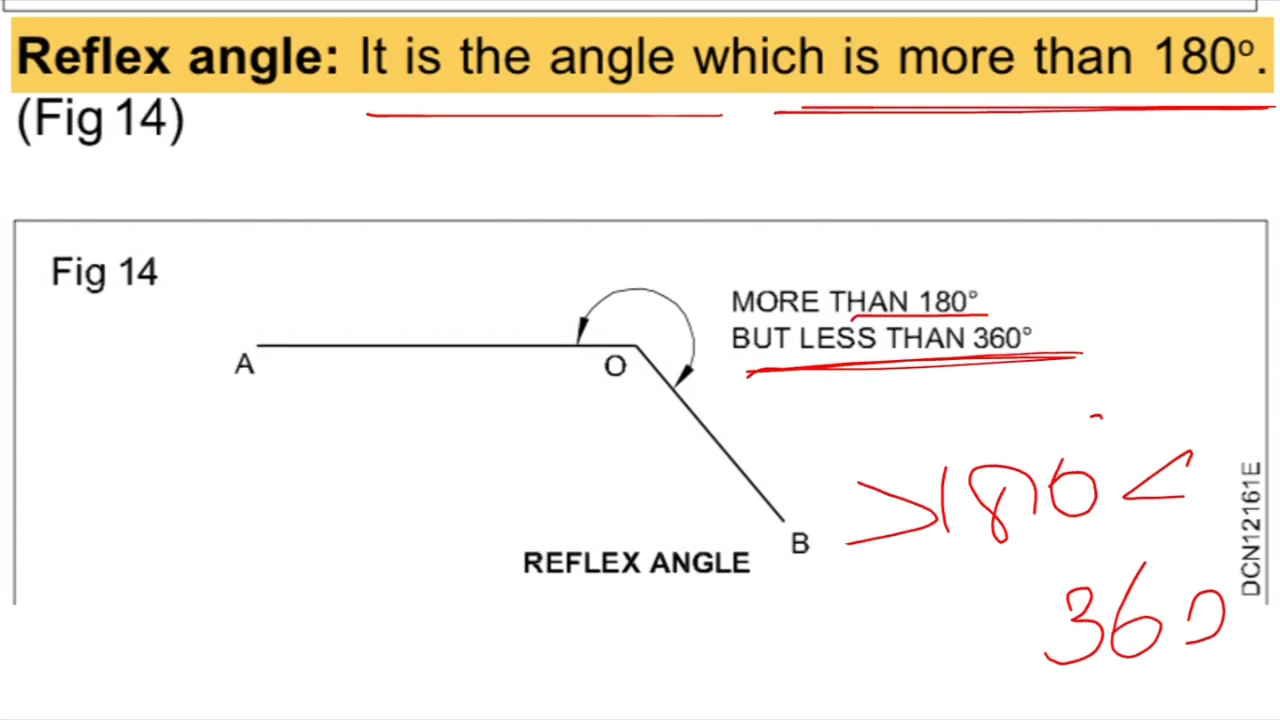 Reflex angle: It is the angle which is more than 180º.
(Fig 14)
Fig 14
MORE THAN 180°
BUT LESS THAN 360°
A
O
B
>180° <
360
REFLEX ANGLE
DCN12161E